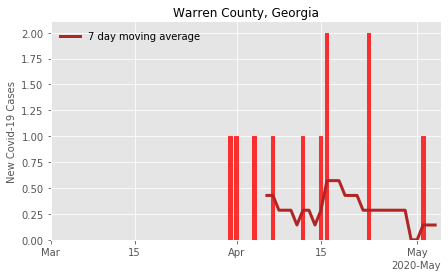 Warren County, Georgia
7 day moving average
New Covid-19 Cases
2.00
1.75
1.50
1.25
1.00
0.75
0.50
0.25
0.00
Mar
15
Apr
15
May
2020-May